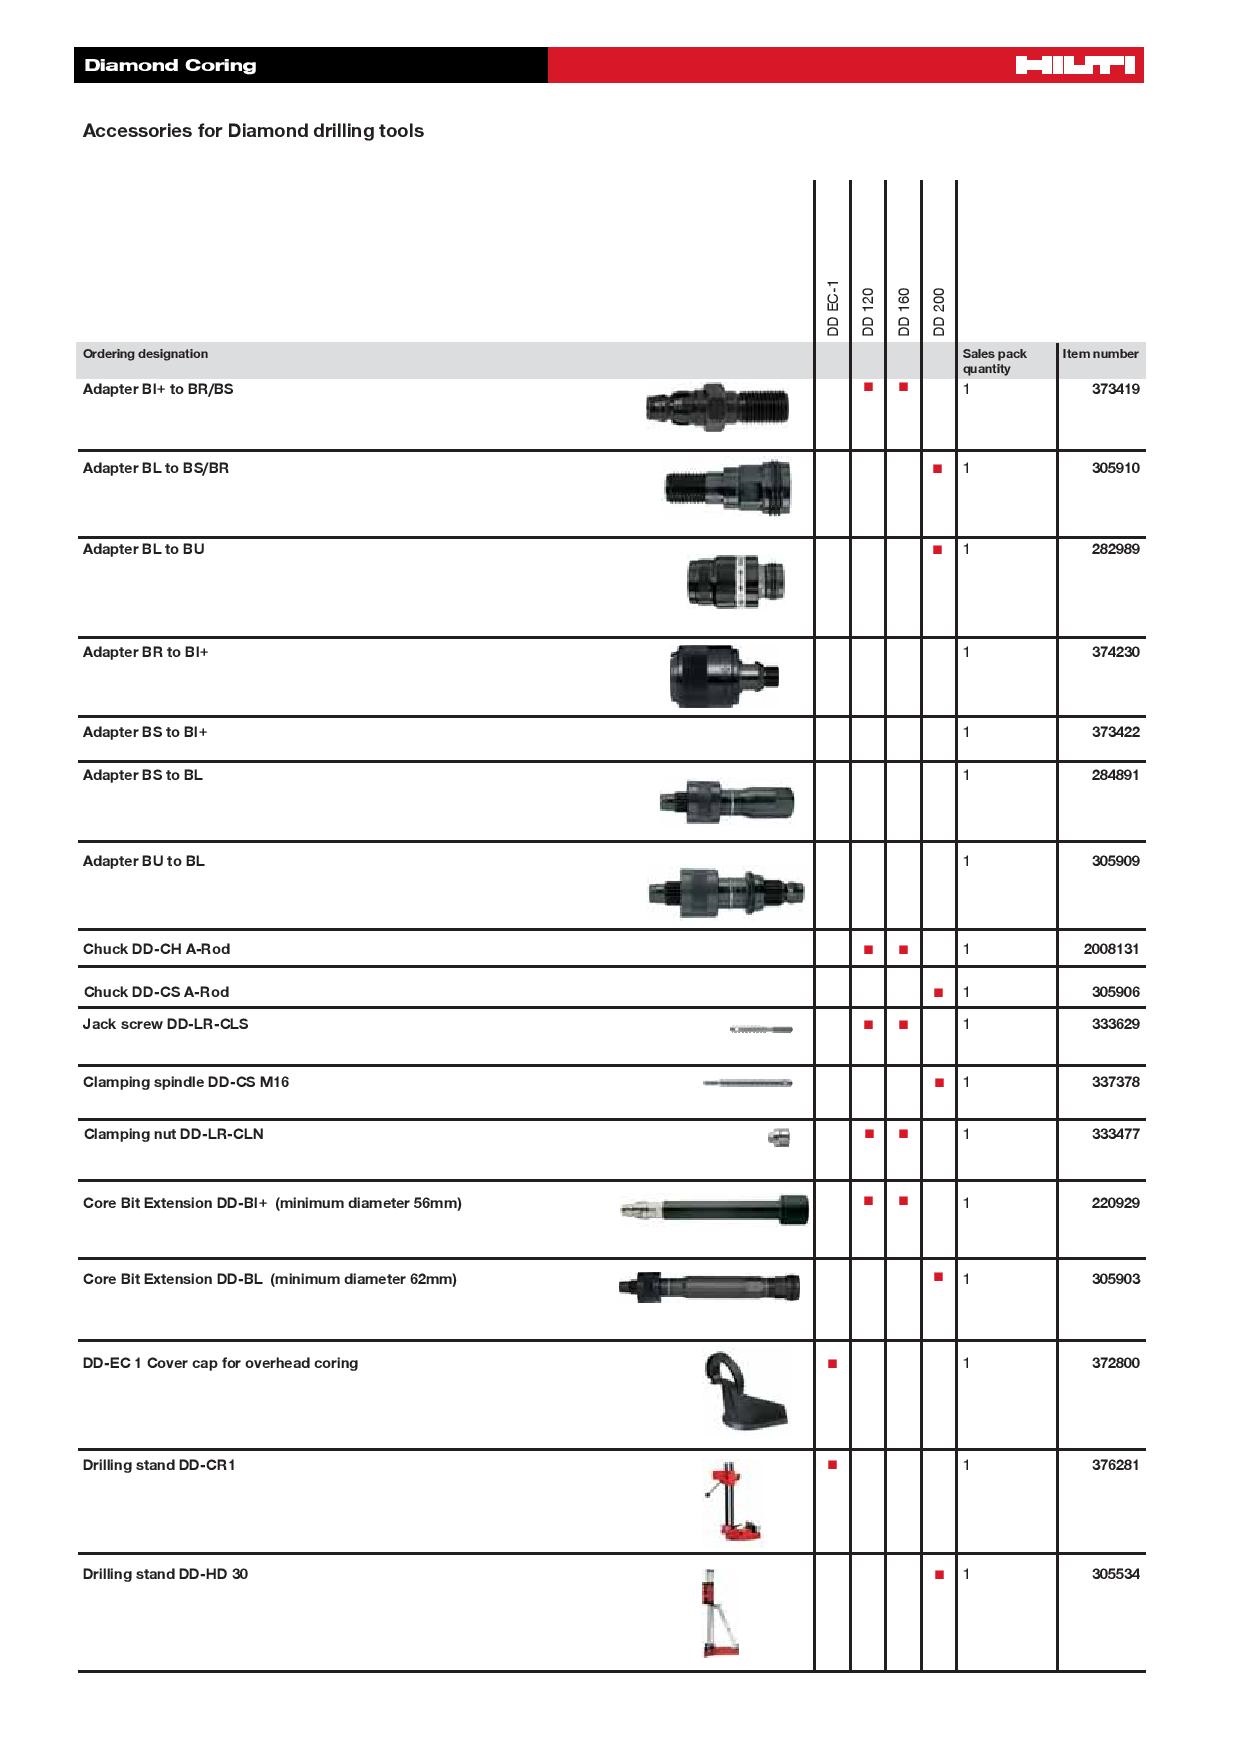 Diamond Coring
HILTI
Accessories for Diamond drilling tools
DD EC-1
DD 120
DD 160
DD 200
Ordering designation
Sales pack quantity
Item number
Adapter BI+ to BR/BS ■ ■ 1 373419
Adapter BL to BS/BR ■ 1 305910
Adapter BL to BU ■ 1 282989
Adapter BR to BI+ 1 374230
Adapter BS to BI+ 1 373422
Adapter BS to BL 1 284891
Adapter BU to BL 1 305909
Chuck DD-CH A-Rod ■ ■ 1 2008131
Chuck DD-CS A-Rod ■ 1 305906
Jack screw DD-LR-CLS ■ ■ 1 333629
Clamping spindle DD-CS M16 ■ 1 337378
Clamping nut DD-LR-CLN ■ ■ 1 333477
Core Bit Extension DD-BI+ (minimum diameter 56mm) ■ ■ 1 220929
Core Bit Extension DD-BL (minimum diameter 62mm) ■ 1 305903
DD-EC 1 Cover cap for overhead coring ■ 1 372800
Drilling stand DD-CR1 ■ 1 376281
Drilling stand DD-HD 30 ■ 1 305534